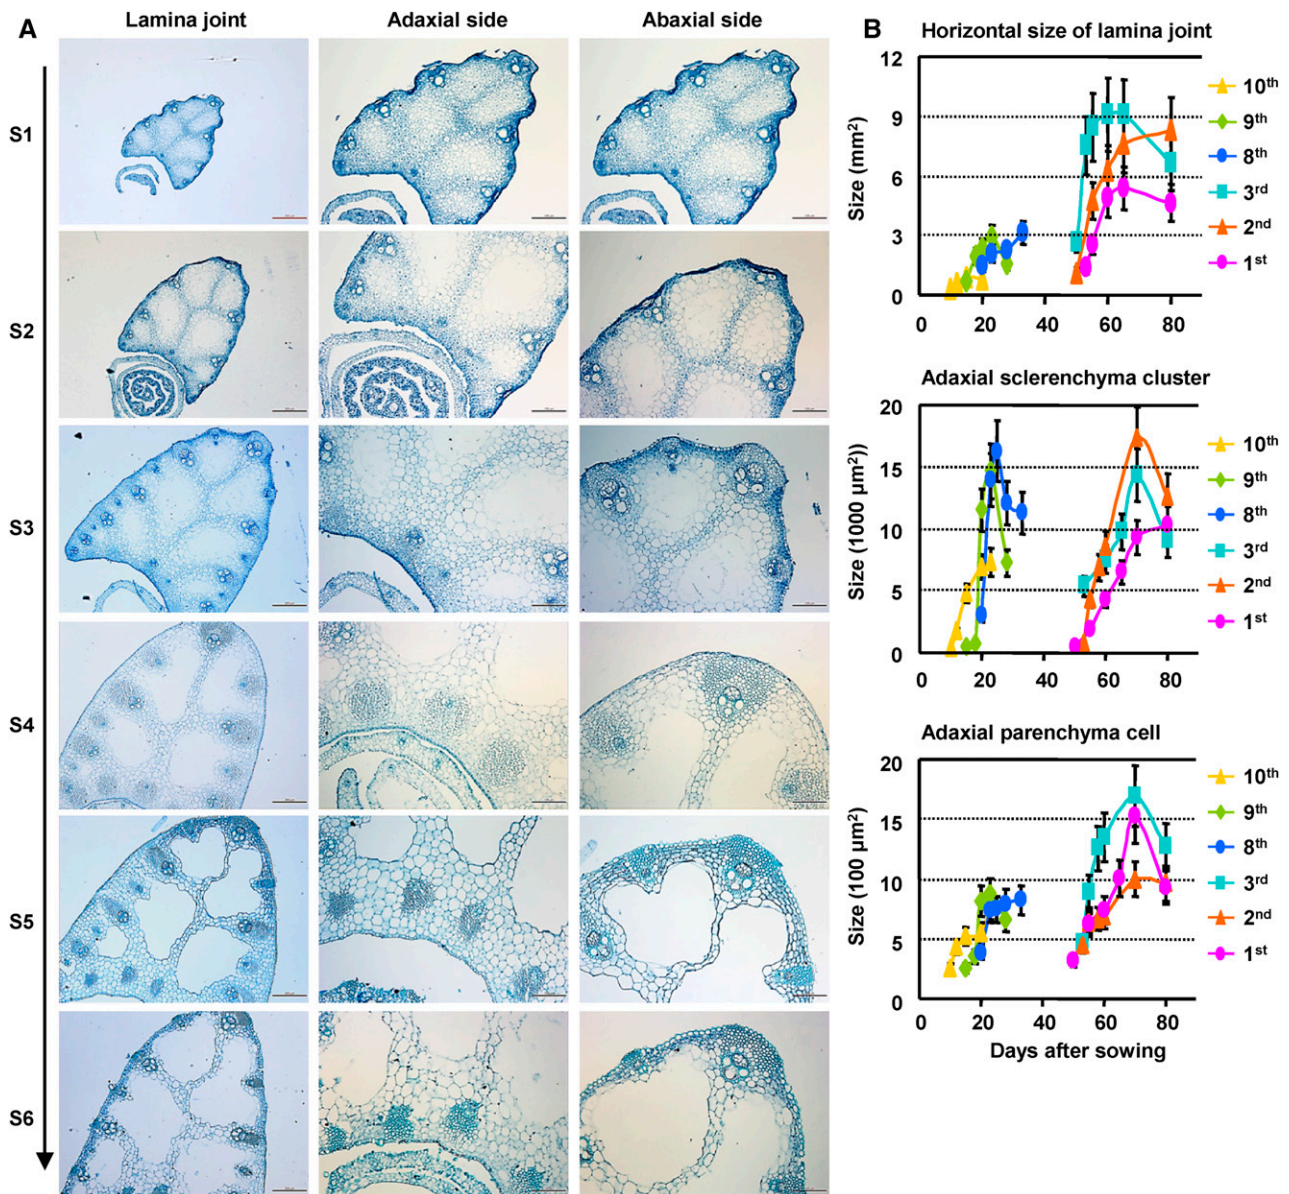 A
Lamina joint
Adaxial side
Abaxial side
S1
S2
S3
S4
S5
S6
B
Horizontal size of lamina joint
Size (mm²)
12
9
6
3
0
0 20 40 60 80
10th
9th
8th
3rd
2nd
1st
Adaxial sclerenchyma cluster
Size (1000 µm²))
20
15
10
5
0
0 20 40 60 80
10th
9th
8th
3rd
2nd
1st
Adaxial parenchyma cell
Size (100 µm²)
20
15
10
5
0
0 20 40 60 80
10th
9th
8th
3rd
2nd
1st
Days after sowing